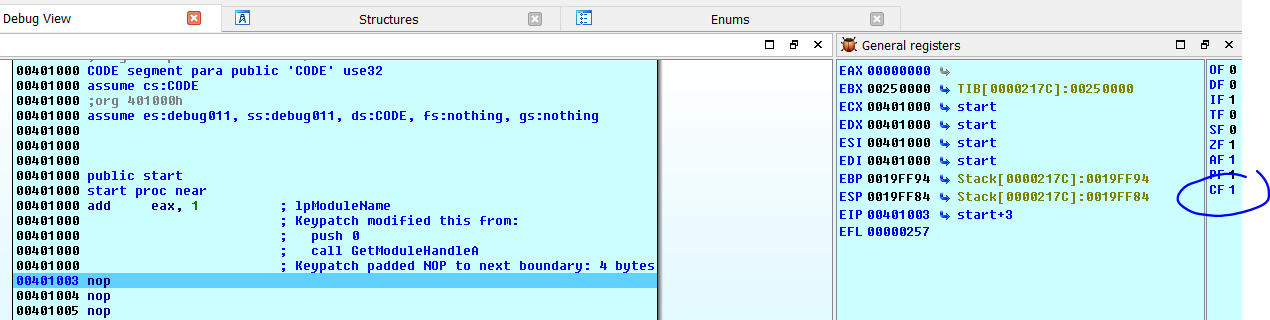 Debug View
Structures
Enums
General registers
00401000 CODE segment para public 'CODE' use32
00401000 assume cs:CODE
00401000 ;org 401000h
00401000 assume es:debug011, ss:debug011, ds:CODE, fs:nothing, gs:nothing
00401000
00401000
00401000
00401000 public start
00401000 start proc near
00401000 add eax, 1 ; lpModuleName
00401000 ; Keypatch modified this from:
00401000 ; push 0
00401000 ; call GetModuleHandleA
00401000 ; Keypatch padded NOP to next boundary: 4 bytes
00401003 nop
00401004 nop
00401005 nop
EAX 00000000
EBX 00250000 TIB[0000217C]:00250000
ECX 00401000 start
EDX 00401000 start
ESI 00401000 start
EDI 00401000 start
EBP 0019FF94 Stack[0000217C]:0019FF94
ESP 0019FF84 Stack[0000217C]:0019FF84
EIP 00401003 start+3
EFL 00000257
OF 0
DF 0
IF 1
TF 0
SF 0
ZF 1
AF 1
PF 1
CF 1